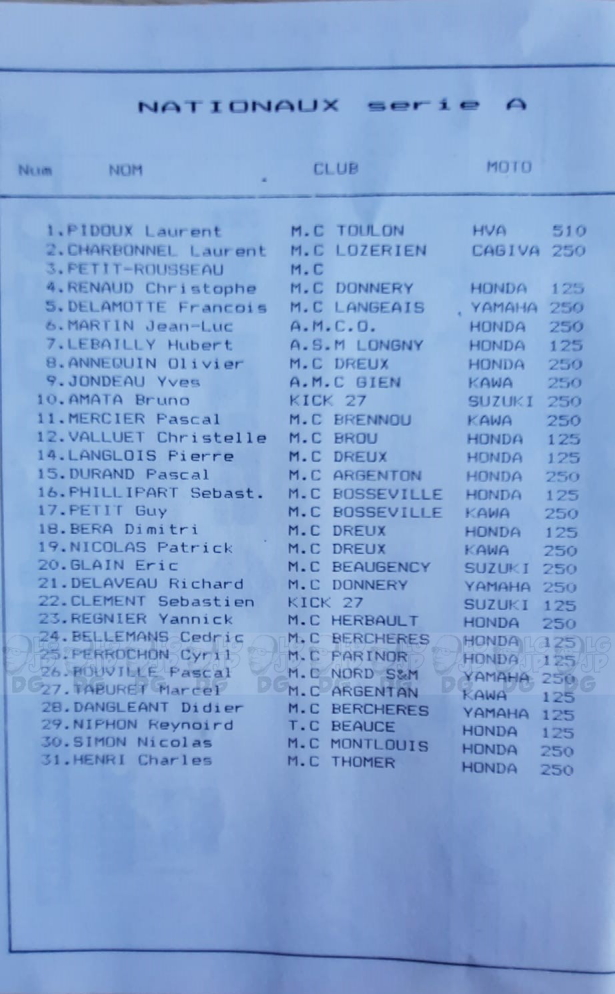 NATIONAUX serie A
Num NOM CLUB MOTO
1.PIDOUX Laurent M.C TOULON HVA 510
2.CHARBONNEL Laurent M.C LOZERIEN CAGIVA 250
3.PETIT-ROUSSEAU M.C
4.RENAUD Christophe M.C DONNERY HONDA 125
5.DELAMOTTE Francois M.C LANGEAIS YAMAHA 250
6.MARTIN Jean-Luc A.M.C.O. HONDA 250
7.LEBAILLY Hubert A.S.M LONGNY HONDA 125
8.ANNEQUIN Olivier M.C DREUX HONDA 250
9.JONDEAU Yves A.M.C GIEN KAWA 250
10.AMATA Bruno KICK 27 SUZUKI 250
11.MERCIER Pascal M.C BRENNOU KAWA 250
12.VALLUET Christelle M.C BROU HONDA 125
14.LANGLOIS Pierre M.C DREUX HONDA 125
15.DURAND Pascal M.C ARGENTON HONDA 250
16.PHILLIPART Sebast. M.C BOSSEVILLE HONDA 125
17.PETIT Guy M.C BOSSEVILLE KAWA 250
18.BERA Dimitri M.C DREUX HONDA 125
19.NICOLAS Patrick M.C DREUX KAWA 250
20.GLAIN Eric M.C BEAUGENCY SUZUKI 250
21.DELAVEAU Richard M.C DONNERY YAMAHA 250
22.CLEMENT Sebastien KICK 27 SUZUKI 125
23.REGNIER Yannick M.C HERBAULT HONDA 250
24.BELLEMANS Cedric M.C BERCHERES HONDA 125
25.PERROCHON Cyril M.C PARINOR HONDA 125
26.BOUVILLE Pascal M.C NORD S&M YAMAHA 250
27.TABURET Marcel M.C ARGENTAN KAWA 125
28.DANGLEANT Didier M.C BERCHERES YAMAHA 125
29.NIPHON Reynoird T.C BEAUCE HONDA 125
30.SIMON Nicolas M.C MONTLOUIS HONDA 250
31.HENRI Charles M.C THOMER HONDA 250